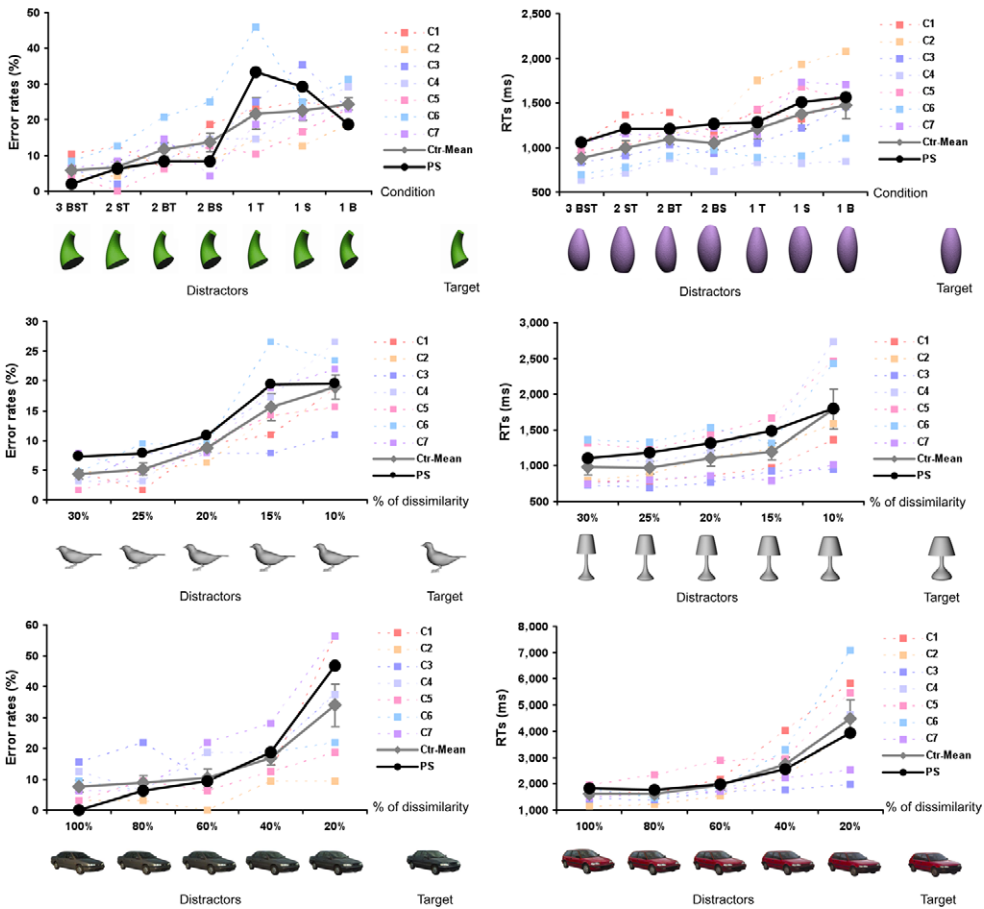 Error rates (%)
50
40
30
20
10
0
C1
C2
C3
C4
C5
C6
C7
Ctr-Mean
PS
Condition
3 BST 2 ST 2 BT 2 BS 1 T 1 S 1 B
Distractors
Target
RTs (ms)
2,500
2,000
1,500
1,000
500
C1
C2
C3
C4
C5
C6
C7
Ctr-Mean
PS
Condition
3 BST 2 ST 2 BT 2 BS 1 T 1 S 1 B
Distractors
Target
Error rates (%)
30
25
20
15
10
5
0
C1
C2
C3
C4
C5
C6
C7
Ctr-Mean
PS
% of dissimilarity
30% 25% 20% 15% 10%
Distractors
Target
RTs (ms)
3,000
2,500
2,000
1,500
1,000
500
C1
C2
C3
C4
C5
C6
C7
Ctr-Mean
PS
% of dissimilarity
30% 25% 20% 15% 10%
Distractors
Target
Error rates (%)
60
50
40
30
20
10
0
C1
C2
C3
C4
C5
C6
C7
Ctr-Mean
PS
% of dissimilarity
100% 80% 60% 40% 20%
Distractors
Target
RTs (ms)
8,000
7,000
6,000
5,000
4,000
3,000
2,000
1,000
C1
C2
C3
C4
C5
C6
C7
Ctr-Mean
PS
% of dissimilarity
100% 80% 60% 40% 20%
Distractors
Target